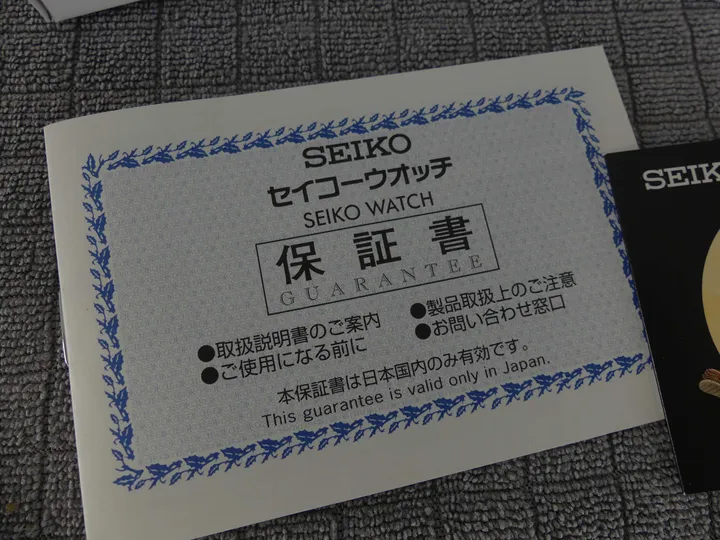 SEIKO
セイコーウオッチ
SEIKO WATCH
保証書
GUARANTEE
●取扱説明書のご案内
●製品取扱上のご注意
●ご使用になる前に
●お問い合わせ窓口
本保証書は日本国内のみ有効です。
This guarantee is valid only in Japan.
SEIK